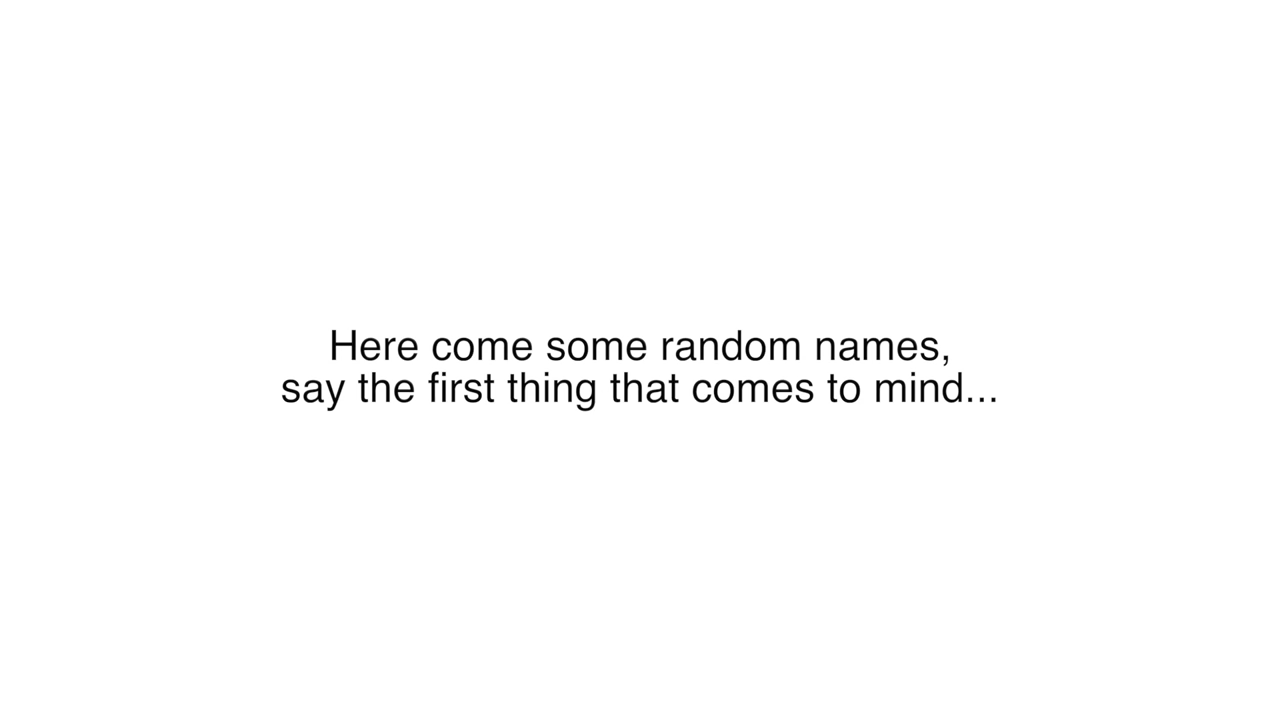 Here come some random names,
say the first thing that comes to mind...